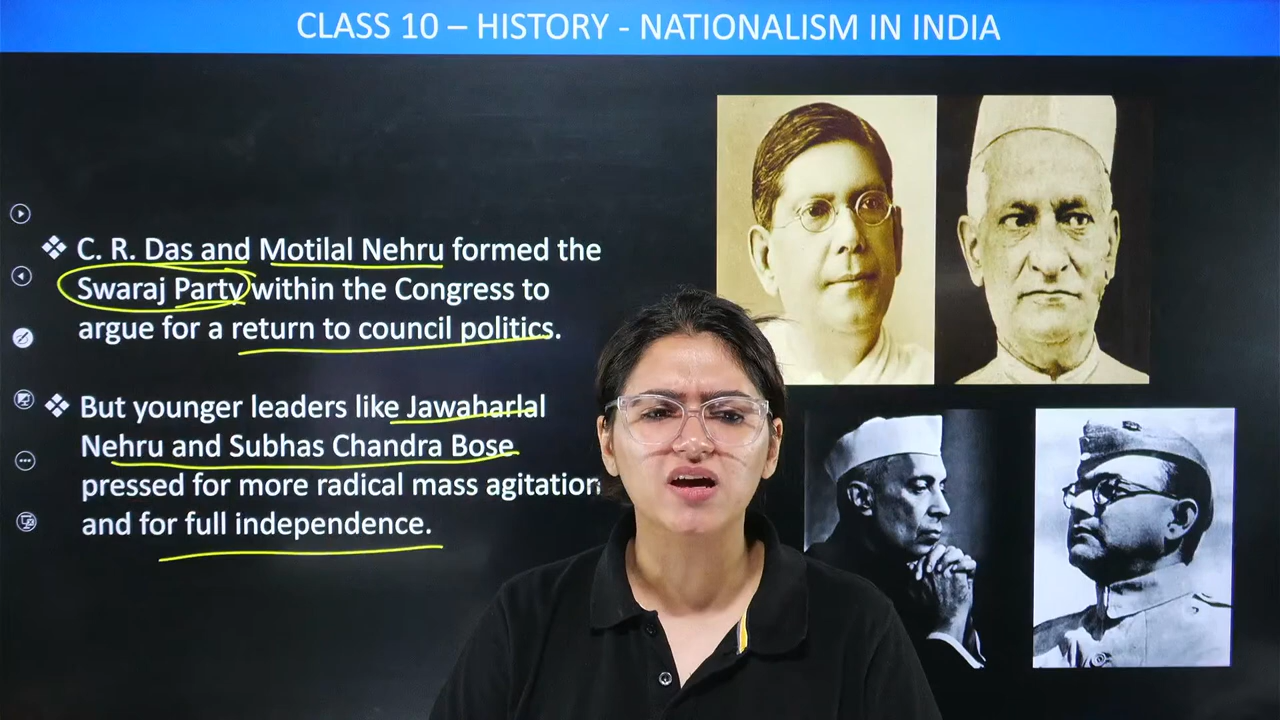 CLASS 10 – HISTORY - NATIONALISM IN INDIA
❖ C. R. Das and Motilal Nehru formed the
Swaraj Party within the Congress to
argue for a return to council politics.
❖ But younger leaders like Jawaharlal
Nehru and Subhas Chandra Bose
pressed for more radical mass agitation
and for full independence.